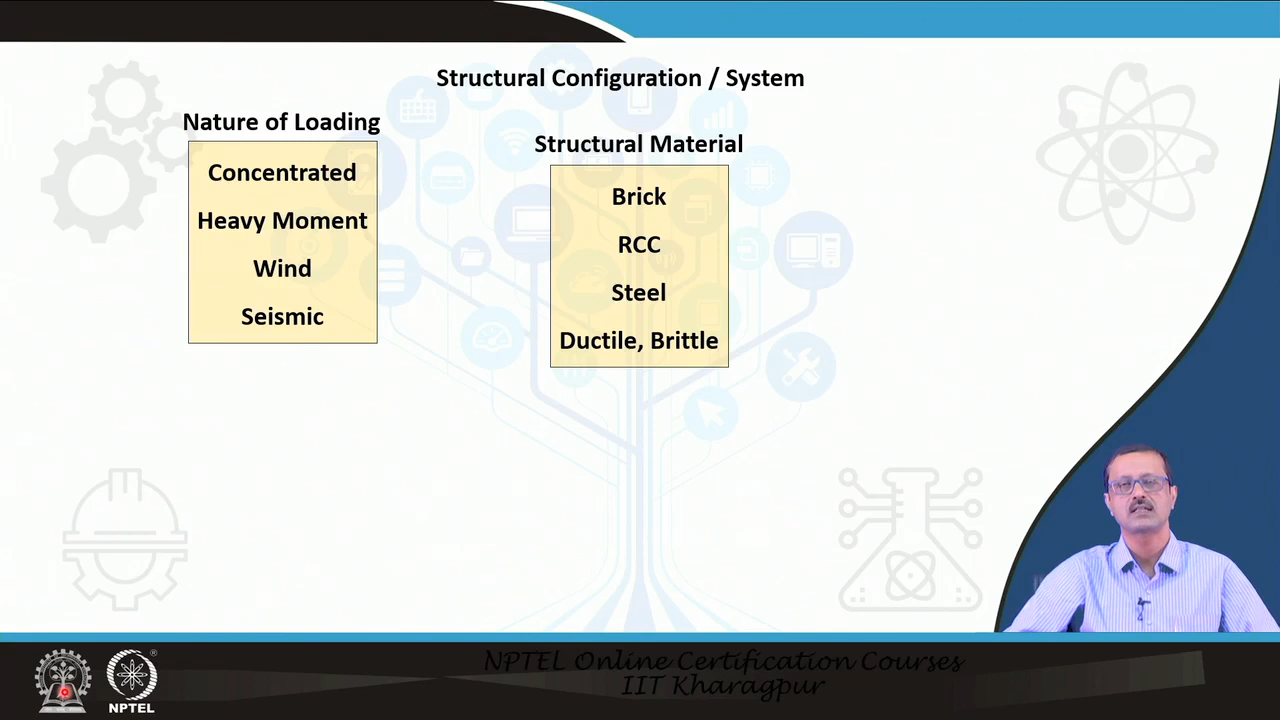 Structural Configuration / System
Nature of Loading
Concentrated
Heavy Moment
Wind
Seismic
Structural Material
Brick
RCC
Steel
Ductile, Brittle
NPTEL Online Certification Courses
IIT Kharagpur
NPTEL
®